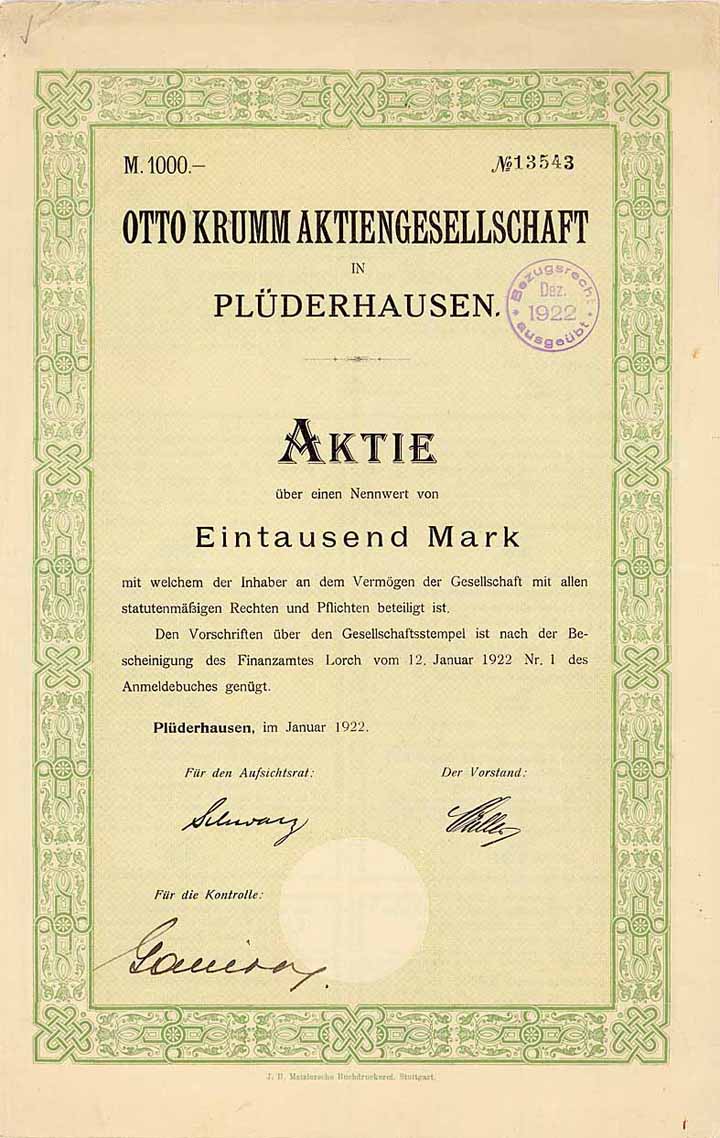 M. 1000.– №13543
OTTO KRUMM AKTIENGESELLSCHAFT
IN
PLÜDERHAUSEN.
Bezugsrecht
Dez.
1922
ausgeübt
AKTIE
über einen Nennwert von
Eintausend Mark
mit welchem der Inhaber an dem Vermögen der Gesellschaft mit allen
statutenmäßigen Rechten und Pflichten beteiligt ist.
Den Vorschriften über den Gesellschaftsstempel ist nach der Be-
scheinigung des Finanzamtes Lorch vom 12. Januar 1922 Nr. 1 des
Anmeldebuches genügt.
Plüderhausen, im Januar 1922.
Für den Aufsichtsrat: Der Vorstand:
Schwarz
Für die Kontrolle:
J. B. Metzlersche Buchdruckerei, Stuttgart.